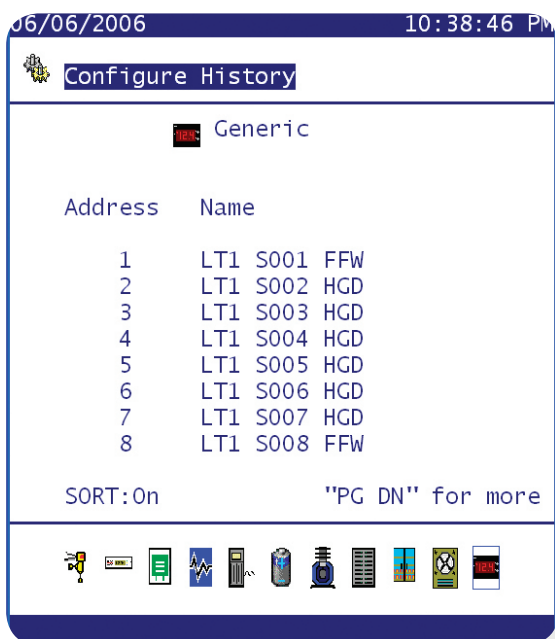 06/06/2006 10:38:46 PM
Configure History
Generic
Address Name
1 LT1 S001 FFW
2 LT1 S002 HGD
3 LT1 S003 HGD
4 LT1 S004 HGD
5 LT1 S005 HGD
6 LT1 S006 HGD
7 LT1 S007 HGD
8 LT1 S008 FFW
SORT:On "PG DN" for more